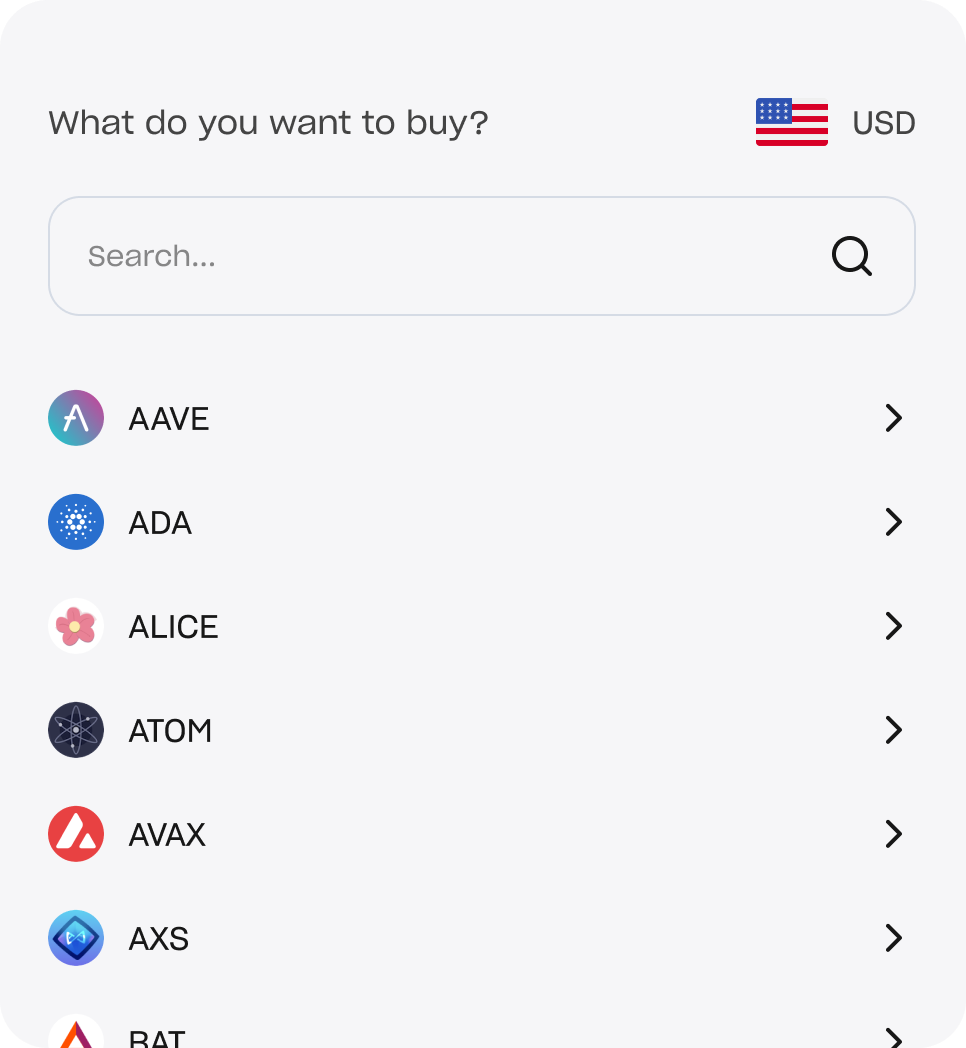 What do you want to buy? USD
Search...
AAVE
ADA
ALICE
ATOM
AVAX
AXS
BAT